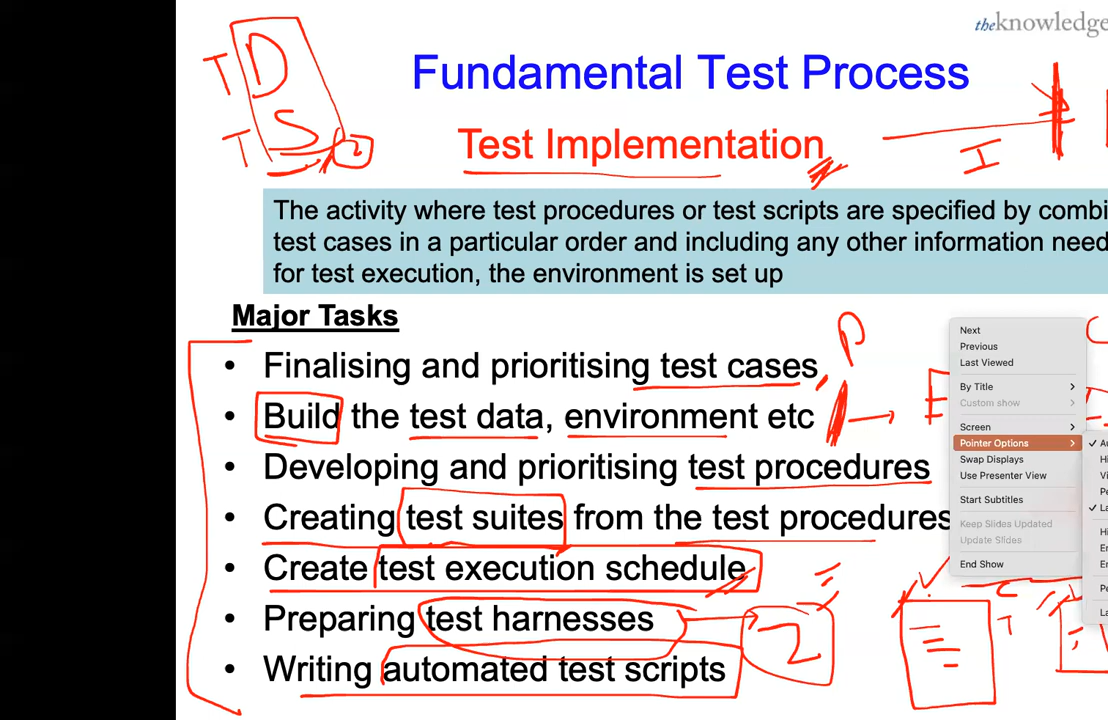 theknowledge
Fundamental Test Process
Test Implementation
T D
T S
2
I
The activity where test procedures or test scripts are specified by combi
test cases in a particular order and including any other information need
for test execution, the environment is set up
Major Tasks
• Finalising and prioritising test cases,
• Build the test data, environment etc
• Developing and prioritising test procedures
• Creating test suites from the test procedures
• Create test execution schedule
• Preparing test harnesses
• Writing automated test scripts
P
E
2
C
T
Next
Previous
Last Viewed
By Title
Custom show
Screen
Pointer Options
Swap Displays
Use Presenter View
Start Subtitles
Keep Slides Updated
Update Slides
End Show